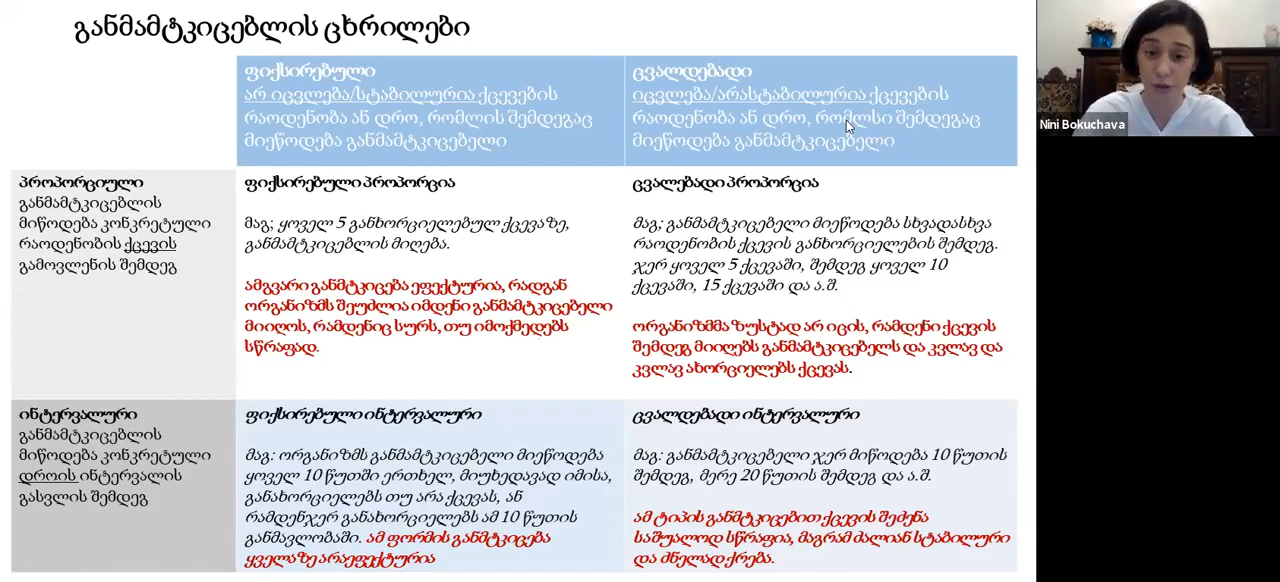 განმამტკიცებლის ცხრილები
ფიქსირებული
არ იცვლება/სტაბილურია ქცევების
რაოდენობა ან დრო, რომლის შემდეგაც
მიეწოდება განმამტკიცებელი
ცვალდებადი
იცვლება/არასტაბილურია ქცევების
რაოდენობა ან დრო, რომლსი შემდეგაც
მიეწოდება განმამტკიცებელი
პროპორციული
განმამტკიცებლის
მიწოდება კონკრეტული
რაოდენობის ქცევის
გამოვლენის შემდეგ
ფიქსირებული პროპორცია
მაგ; ყოველ 5 განხორციელებულ ქცევაზე,
განმამტკიცებლის მიღება.
ამგვარი განმტკიცება ეფექტურია, რადგან
ორგანიზმს შეუძლია იმდენი განმამტკიცებელი
მიიღოს, რამდენიც სურს, თუ იმოქმედებს
სწრაფად.
ცვალებადი პროპორცია
მაგ; განმამტკიცებელი მიეწოდება სხვადასხვა
რაოდენობის ქცევის განხორციელების შემდეგ.
ჯერ ყოველ 5 ქცევაში, შემდეგ ყოველ 10
ქცევაში, 15 ქცევაში და ა.შ.
ორგანიზმმა ზუსტად არ იცის, რამდენი ქცევის
შემდეგ მიიღებს განმამტკიცებელს და კვლავ და
კვლავ ახორციელებს ქცევას.
ინტერვალური
განმამტკიცებლის
მიწოდება კონკრეტული
დროის ინტერვალის
გასვლის შემდეგ
ფიქსირებული ინტერვალური
მაგ: ორგანიზმს განმამტკიცებელი მიეწოდება
ყოველ 10 წუთში ერთხელ, მიუხედავად იმისა,
განახორციელებს თუ არა ქცევას, ან
რამდენჯერ განახორციელებს ამ 10 წუთის
განმავლობაში. ამ ფორმის განმტკიცება
ყველაზე არაეფექტურია
ცვალდებადი ინტერვალური
მაგ: განმამტკიცებელი ჯერ მიწოდება 10 წუთის
შემდეგ, მერე 20 წუთის შემდეგ და ა.შ.
ამ ტიპის განმტკიცებით ქცევის შეძენა
საშუალოდ სწრაფია, მაგრამ ძალიან სტაბილური
და ძნელად ქრება.
Nini Bokuchava